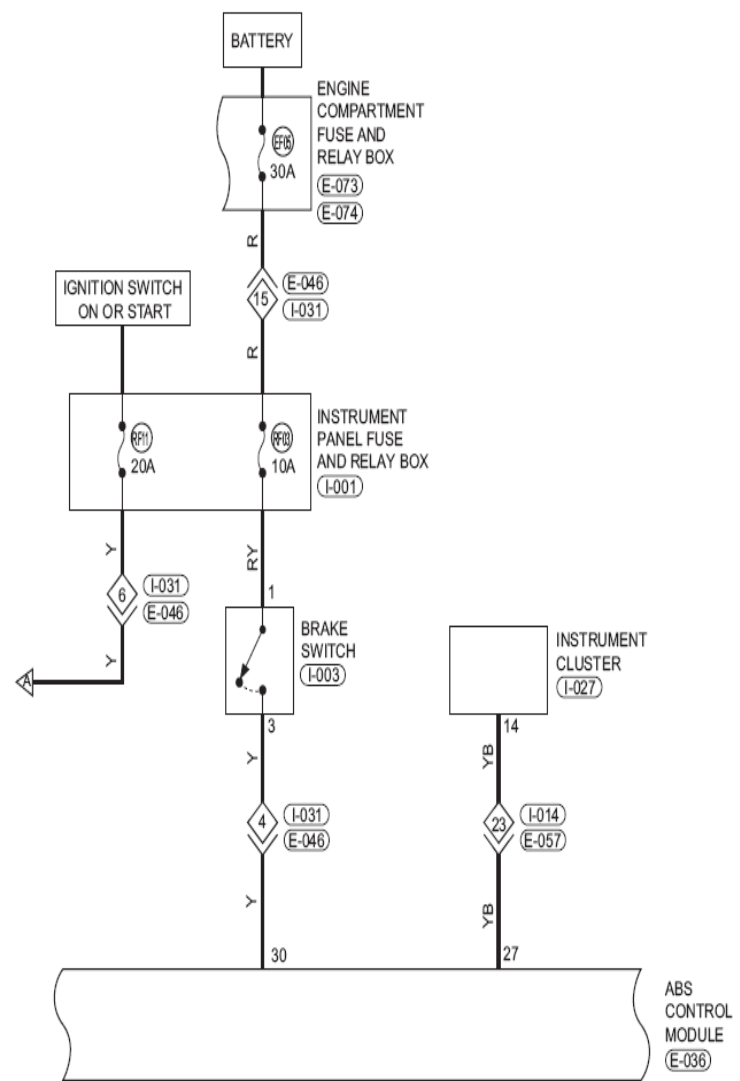 BATTERY
ENGINE
COMPARTMENT
FUSE AND
RELAY BOX
EF05
30A
E-073
E-074
R
IGNITION SWITCH
ON OR START
15
E-046
I-031
R
RF11
20A
RF03
10A
INSTRUMENT
PANEL FUSE
AND RELAY BOX
I-001
Y
RY
6
I-031
E-046
1
Y
A
BRAKE
SWITCH
I-003
INSTRUMENT
CLUSTER
I-027
3
14
Y
YB
4
I-031
E-046
23
I-014
E-057
Y
YB
30
27
ABS
CONTROL
MODULE
E-036